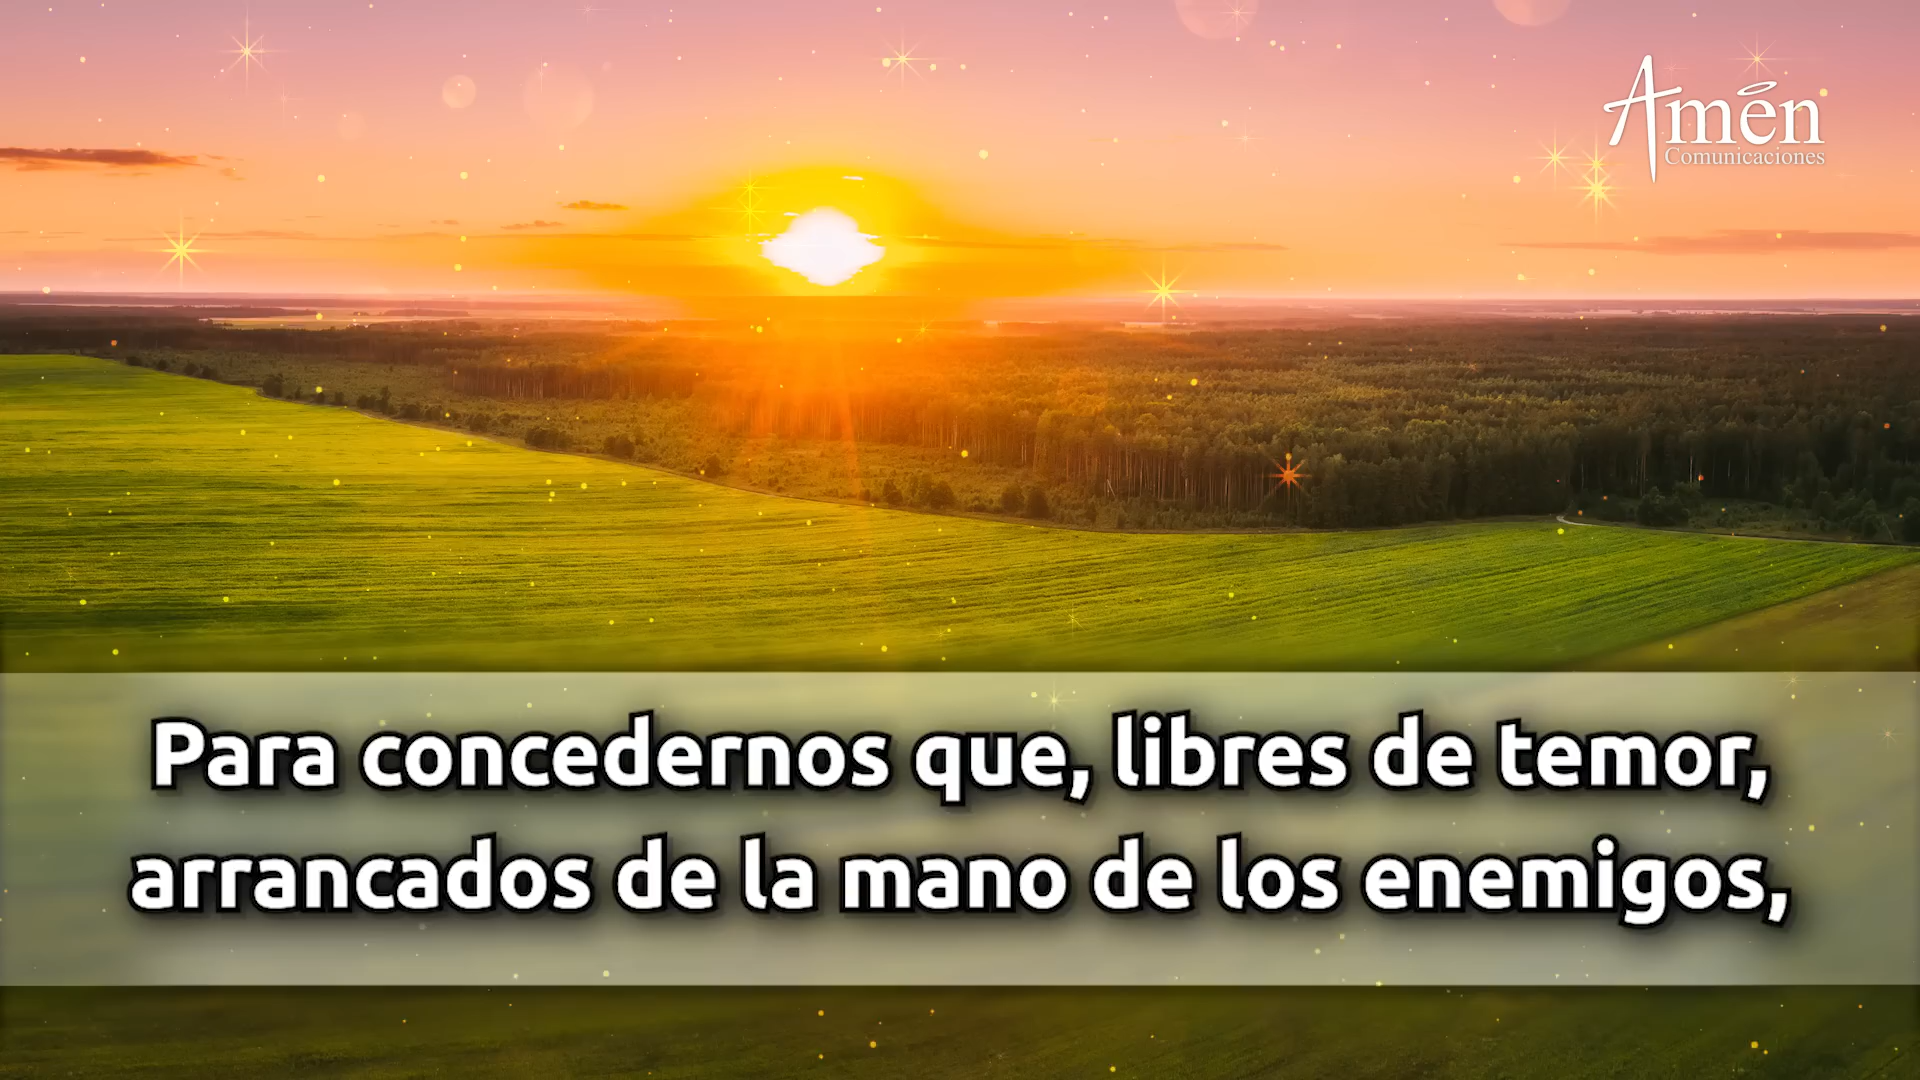 Amén
Comunicaciones
Para concedernos que, libres de temor,
arrancados de la mano de los enemigos,